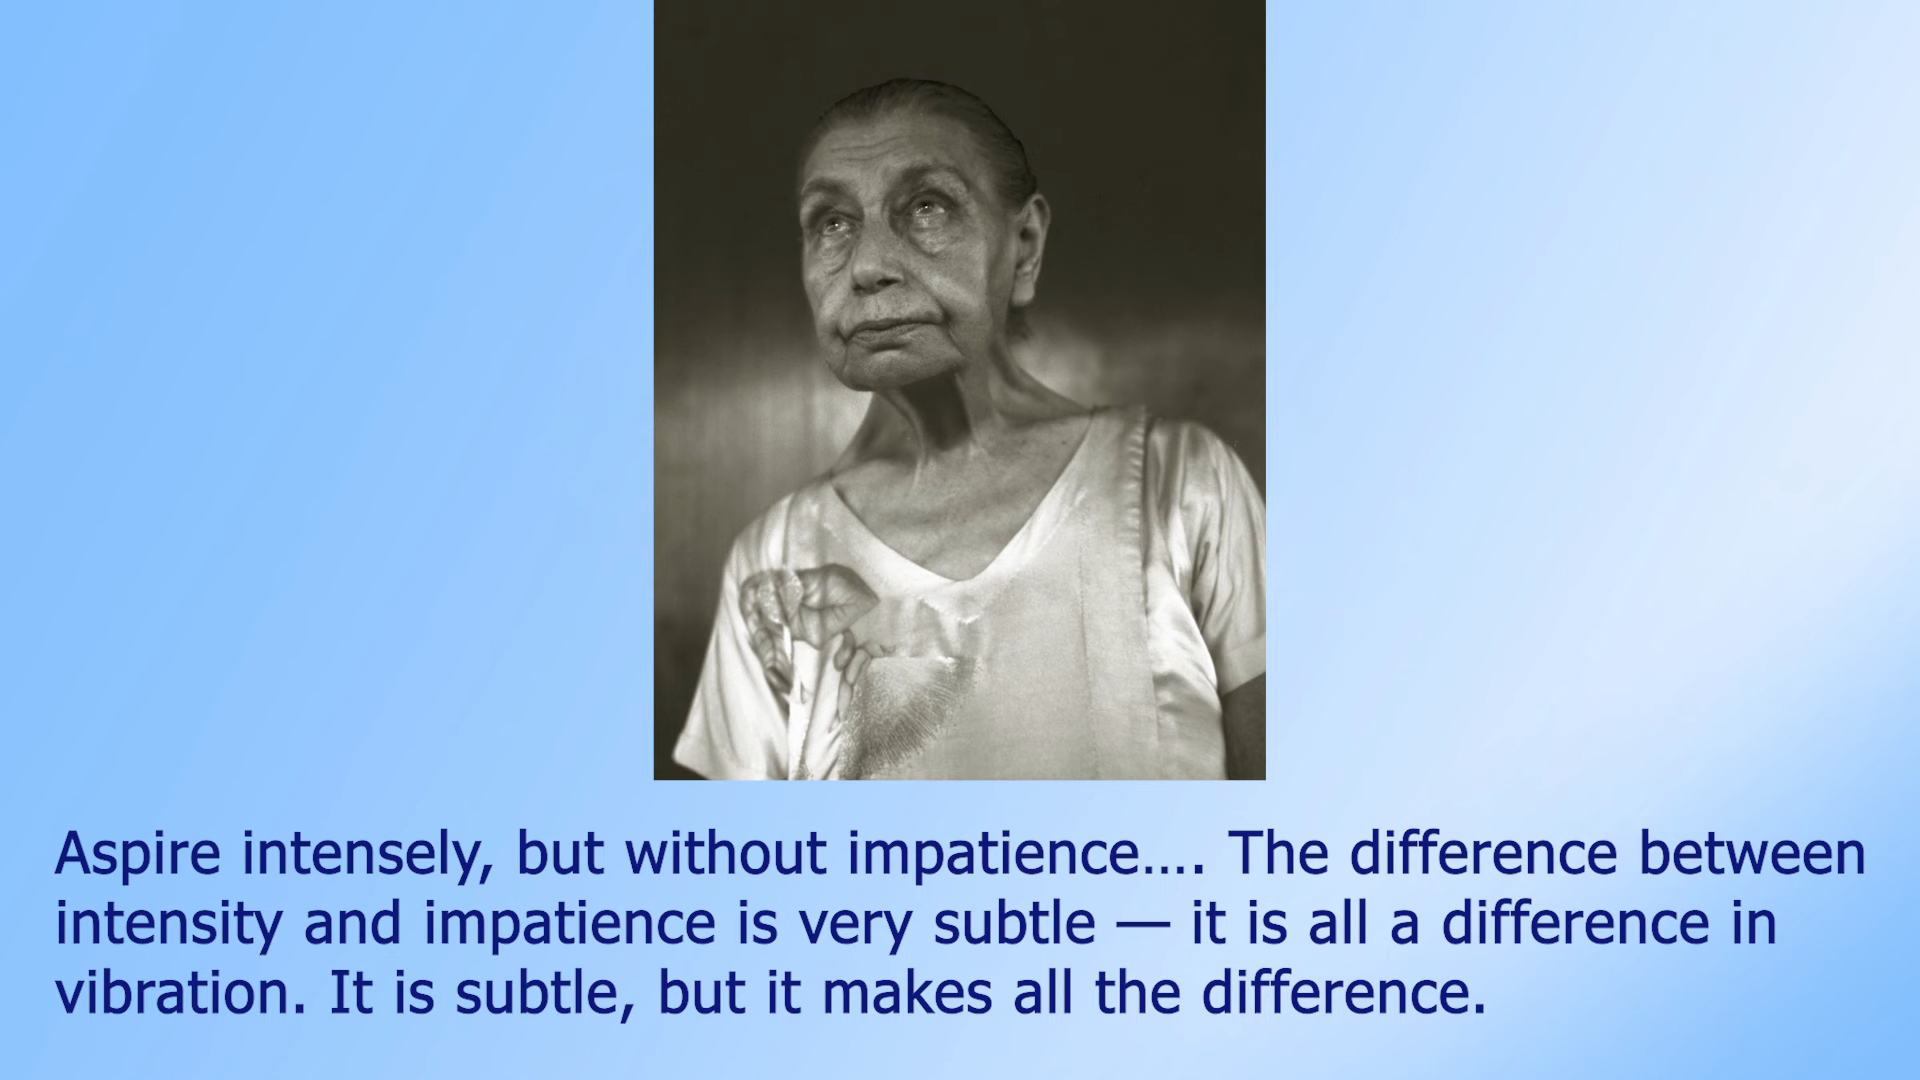 Aspire intensely, but without impatience.... The difference between
intensity and impatience is very subtle — it is all a difference in
vibration. It is subtle, but it makes all the difference.